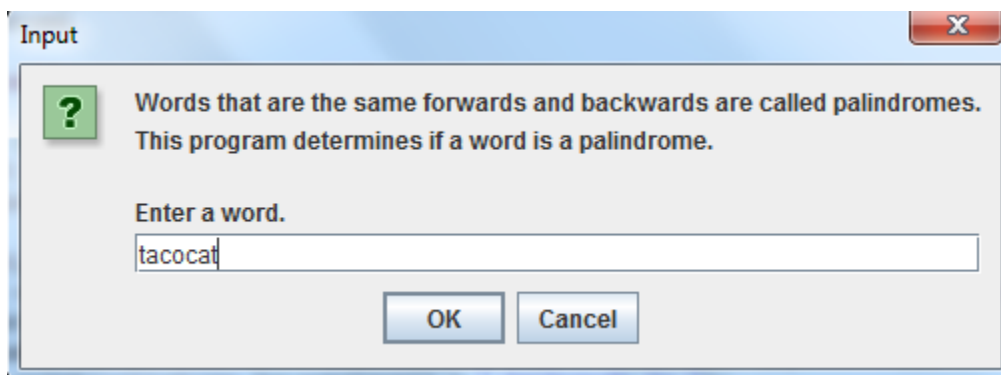 Input
X
?
Words that are the same forwards and backwards are called palindromes.
This program determines if a word is a palindrome.
Enter a word.
tacocat
OK Cancel